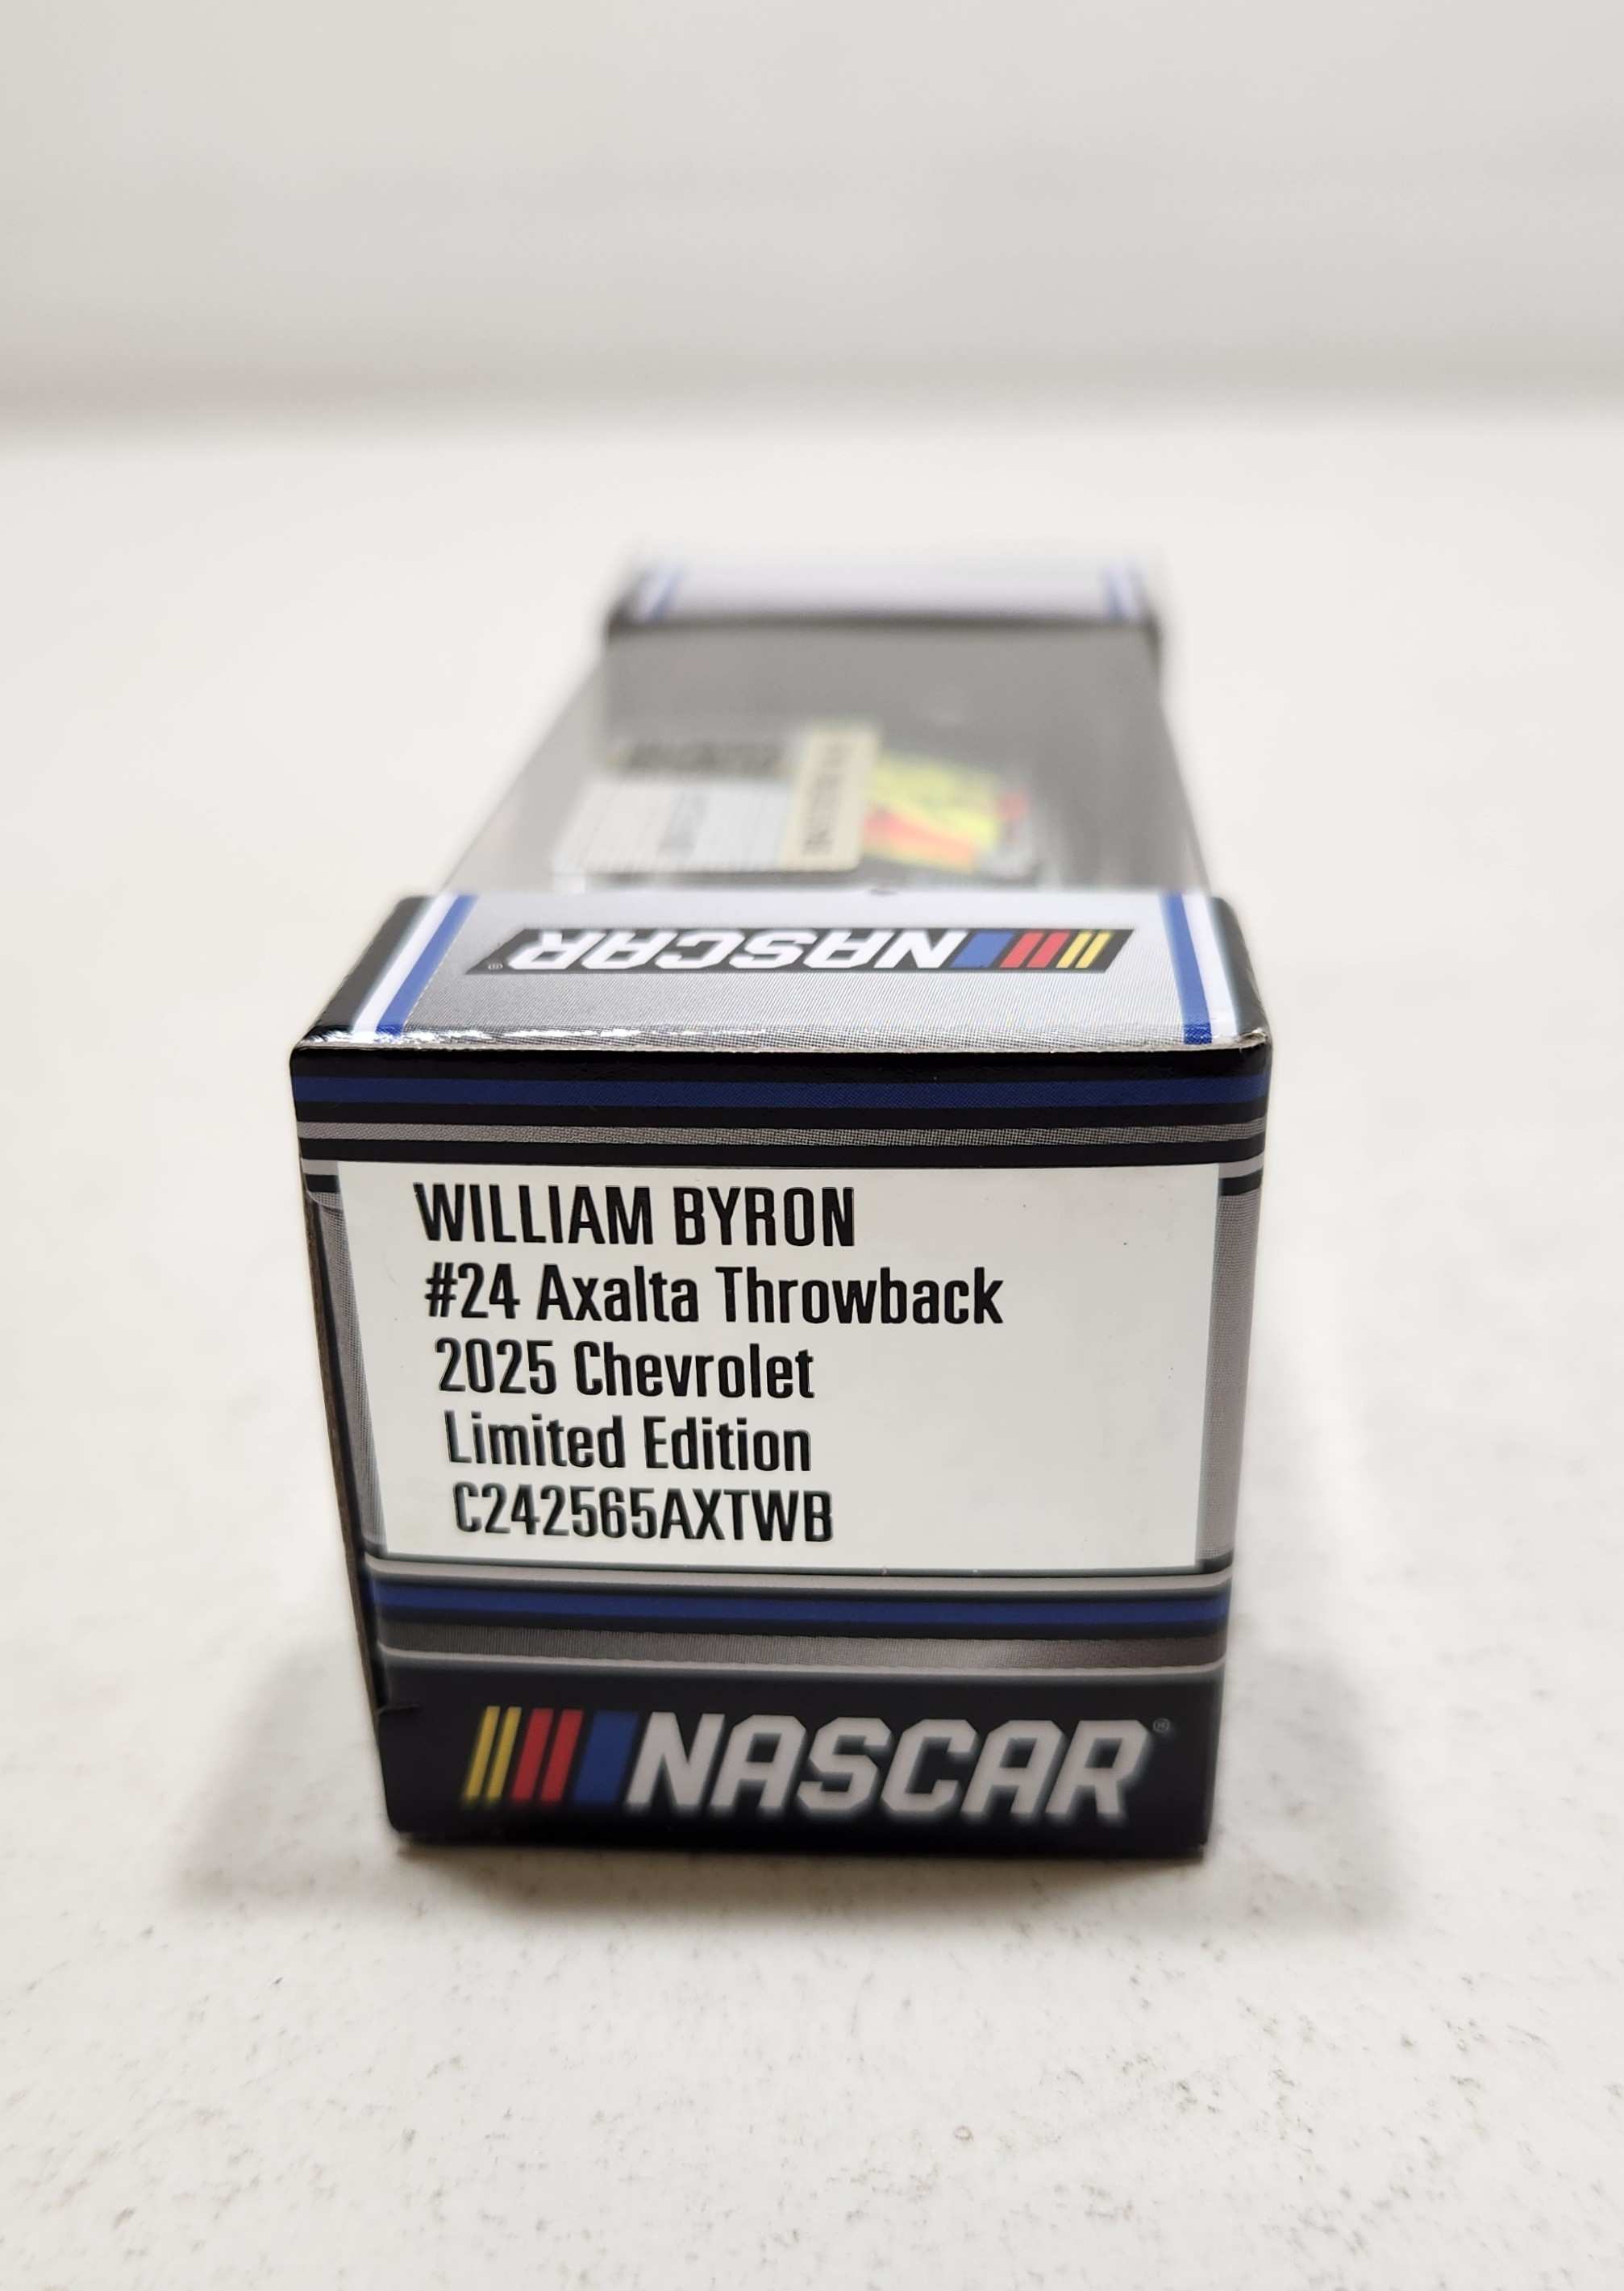 NASCAR
WILLIAM BYRON
#24 Axalta Throwback
2025 Chevrolet
Limited Edition
C242565AXTWB
NASCAR®